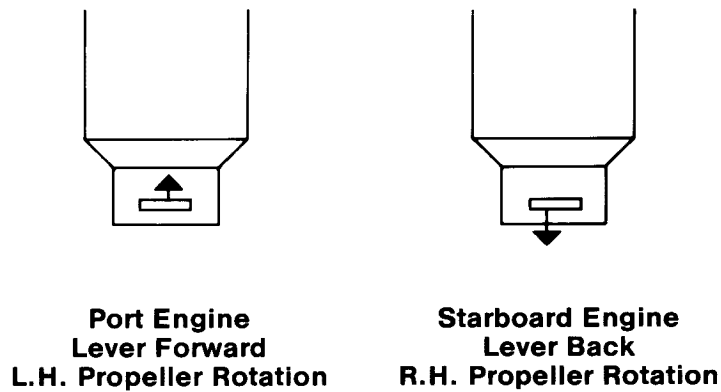 Port Engine
Lever Forward
L.H. Propeller Rotation
Starboard Engine
Lever Back
R.H. Propeller Rotation